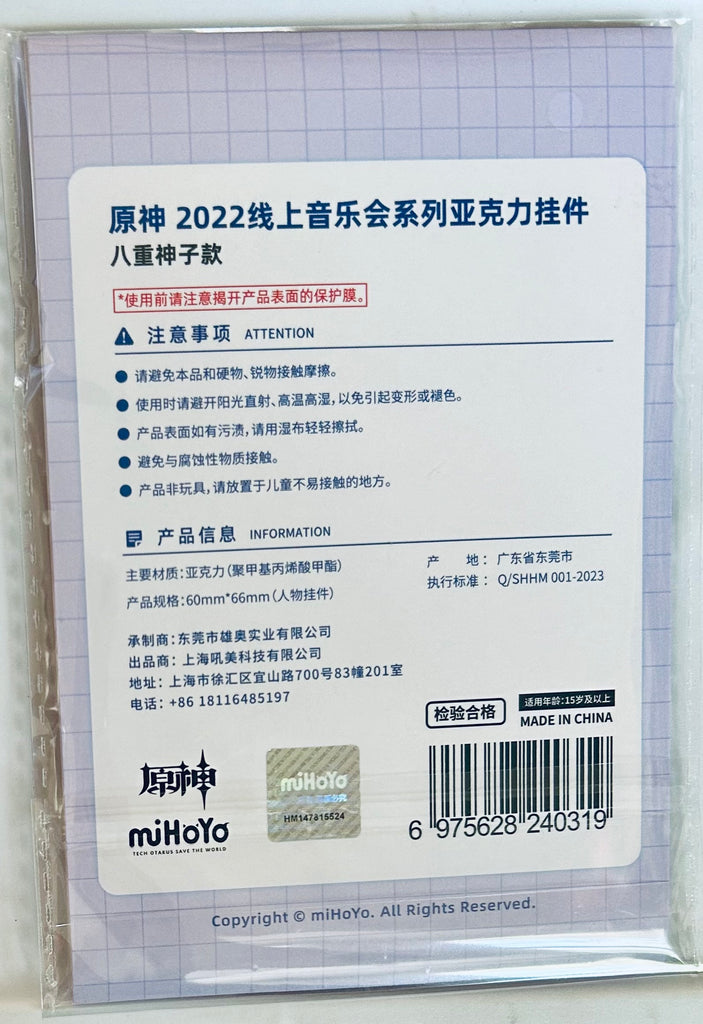 原神 2022线上音乐会系列亚克力挂件
八重神子款
*使用前请注意揭开产品表面的保护膜。
注意事项 ATTENTION
● 请避免本品和硬物、锐物接触摩擦。
● 使用时请避开阳光直射、高温高湿，以免引起变形或褪色。
● 产品表面如有污渍，请用湿布轻轻擦拭。
● 避免与腐蚀性物质接触。
● 产品非玩具，请放置于儿童不易接触的地方。
产品信息 INFORMATION
主要材质：亚克力（聚甲基丙烯酸甲酯）
产品规格：60mm*66mm（人物挂件）
产 地：广东省东莞市
执行标准：Q/SHHM 001-2023
承制商：东莞市雄奥实业有限公司
出品商：上海吼美科技有限公司
地址：上海市徐汇区宜山路700号83幢201室
电话：+86 18116485197
检验合格
适用年龄：15岁及以上
MADE IN CHINA
原神
miHoYo
TECH OTAKUS SAVE THE WORLD
miHoYo
HM147815524
6 975628 240319
Copyright © miHoYo. All Rights Reserved.